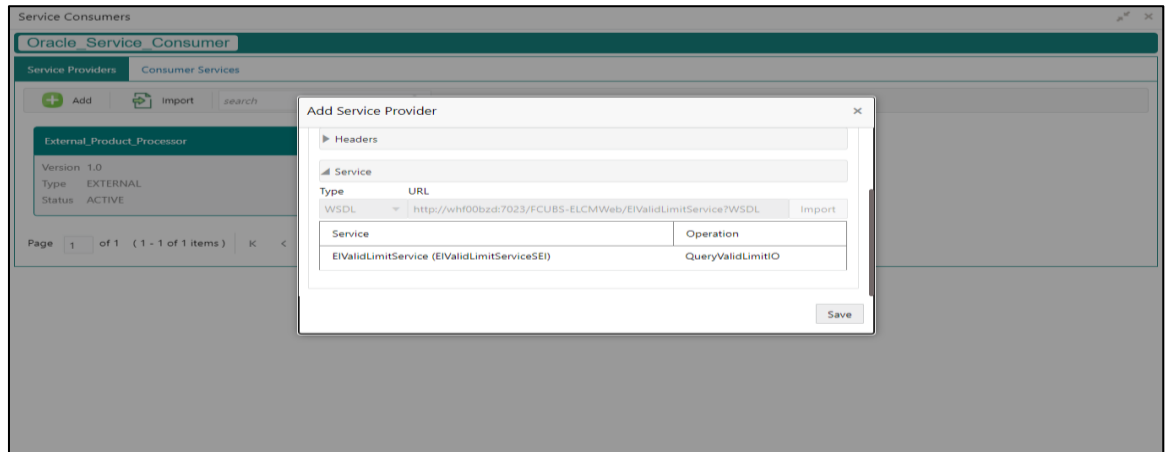 Service Consumers
Oracle_Service_Consumer
Service Providers Consumer Services
Add Import search
External_Product_Processor
Version 1.0
Type EXTERNAL
Status ACTIVE
Page 1 of 1 ( 1 - 1 of 1 items )
Add Service Provider
Headers
Service
Type URL
WSDL http://whf00bzd:7023/FCUBS-ELCMWeb/ElValidLimitService?WSDL Import
Service Operation
ElValidLimitService (ElValidLimitServiceSEI) QueryValidLimitIO
Save